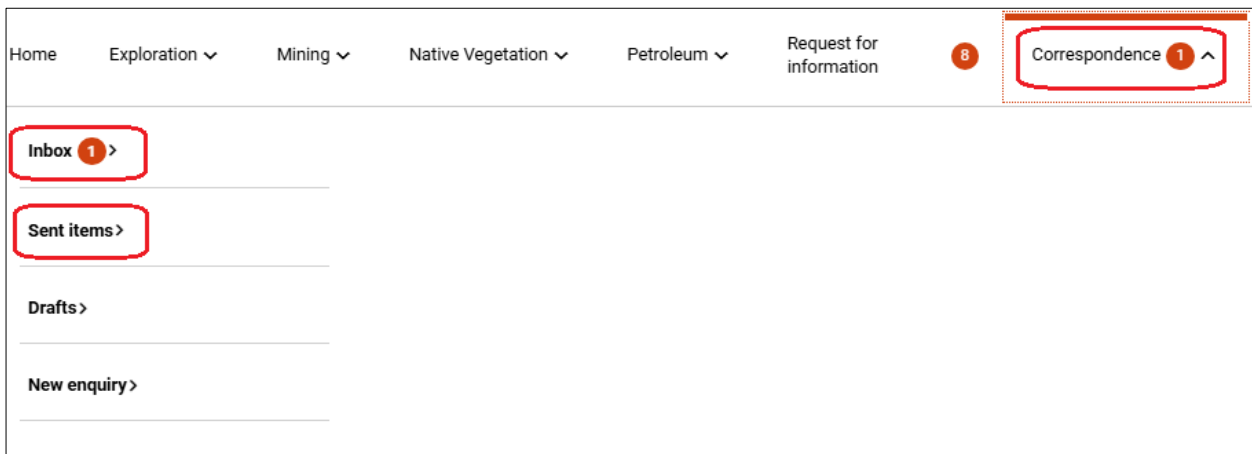 Home Exploration Mining Native Vegetation Petroleum Request for information 8 Correspondence 1
Inbox 1
Sent items
Drafts
New enquiry